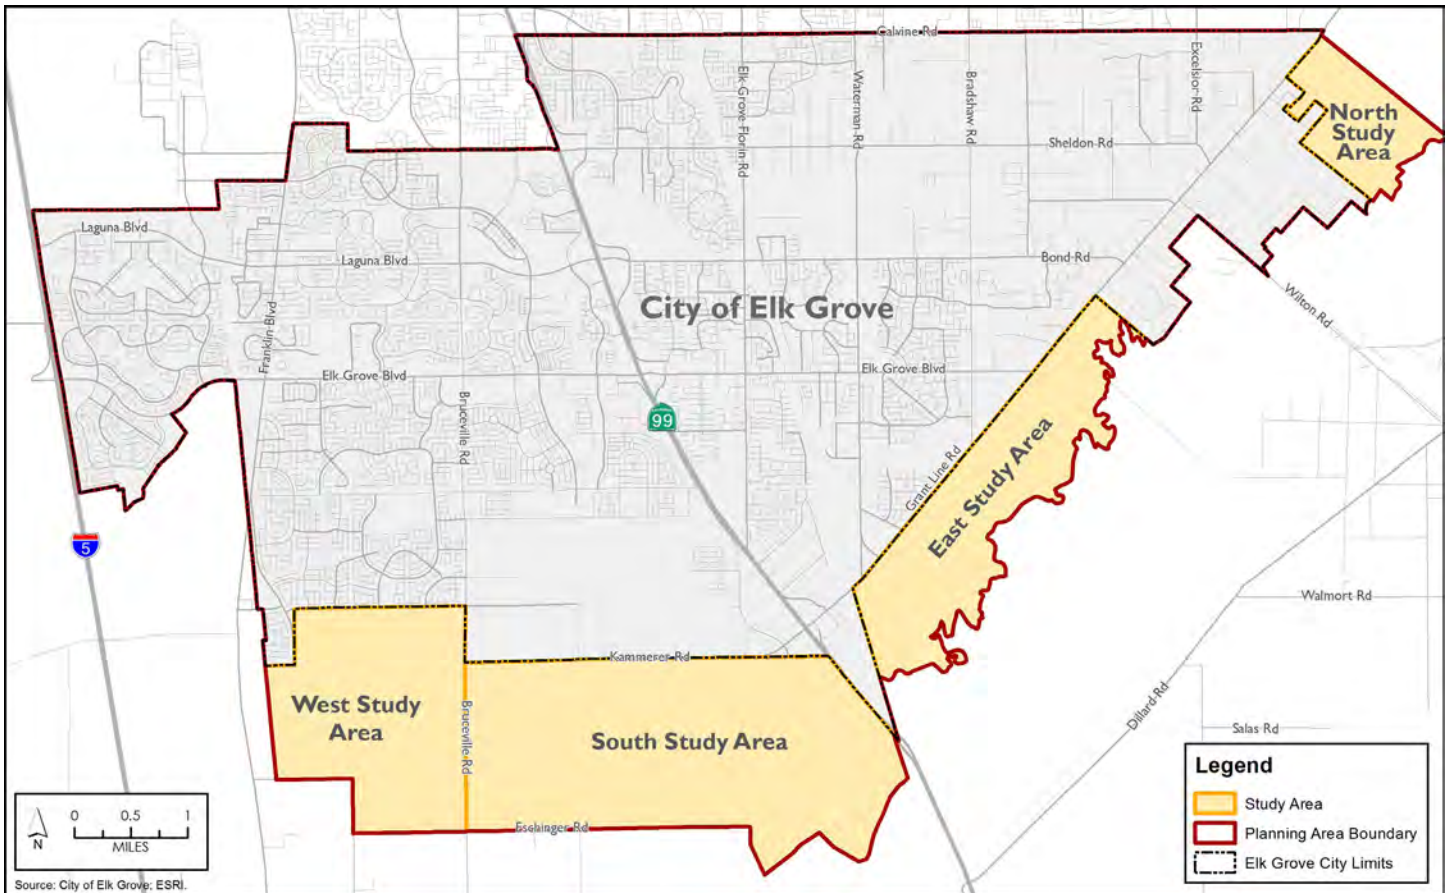 Calvine Rd
Elk-Grove-Florin-Rd
Waterman-Rd
Bradshaw Rd
Excelsior-Rd
North
Study
Area
Sheldon Rd
Laguna Blvd
Laguna Blvd
Bond Rd
City of Elk Grove
Franklin-Blvd
Wilton Rd
Elk Grove Blvd
Elk Grove Blvd
Bruceville Rd
99
Grant Line Rd
East Study Area
5
Walmort Rd
Kammerer Rd
West Study
Area
Bruceville Rd
South Study Area
Dillard-Rd
Salas Rd
Eschinger Rd
Legend
Study Area
Planning Area Boundary
Elk Grove City Limits
N
0 0.5 1
MILES
Source: City of Elk Grove; ESRI.